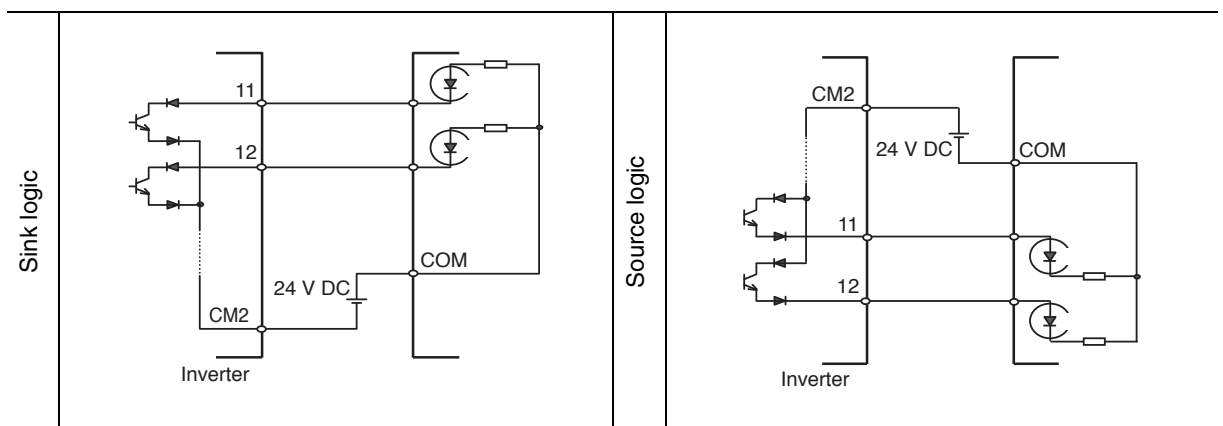 Sink logic
11
12
COM
24 V DC
CM2
Inverter
Source logic
CM2
24 V DC
COM
11
12
Inverter